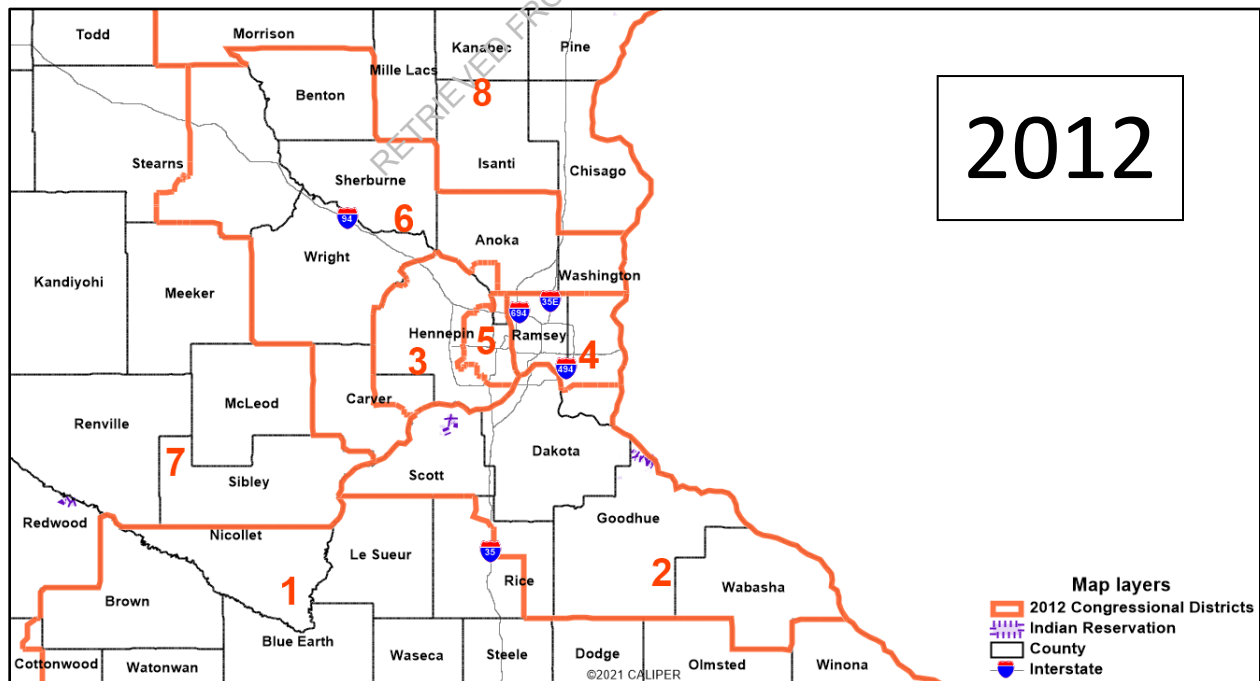 Todd
Morrison
Kanabec
Pine
Mille Lacs
RETRIEVED FRO
Benton
8
2012
Stearns
Isanti
Chisago
Sherburne
94
6
Anoka
Wright
Washington
Kandiyohi
Meeker
35E
694
Hennepin
5
Ramsey
3
4
494
McLeod
Carver
Renville
Dakota
7
Sibley
Scott
Redwood
Goodhue
Nicollet
Le Sueur
35
Rice
2
1
Wabasha
Brown
Blue Earth
Cottonwood
Watonwan
Waseca
Steele
Dodge
Olmsted
Winona
©2021 CALIPER
Map layers
2012 Congressional Districts
Indian Reservation
County
Interstate